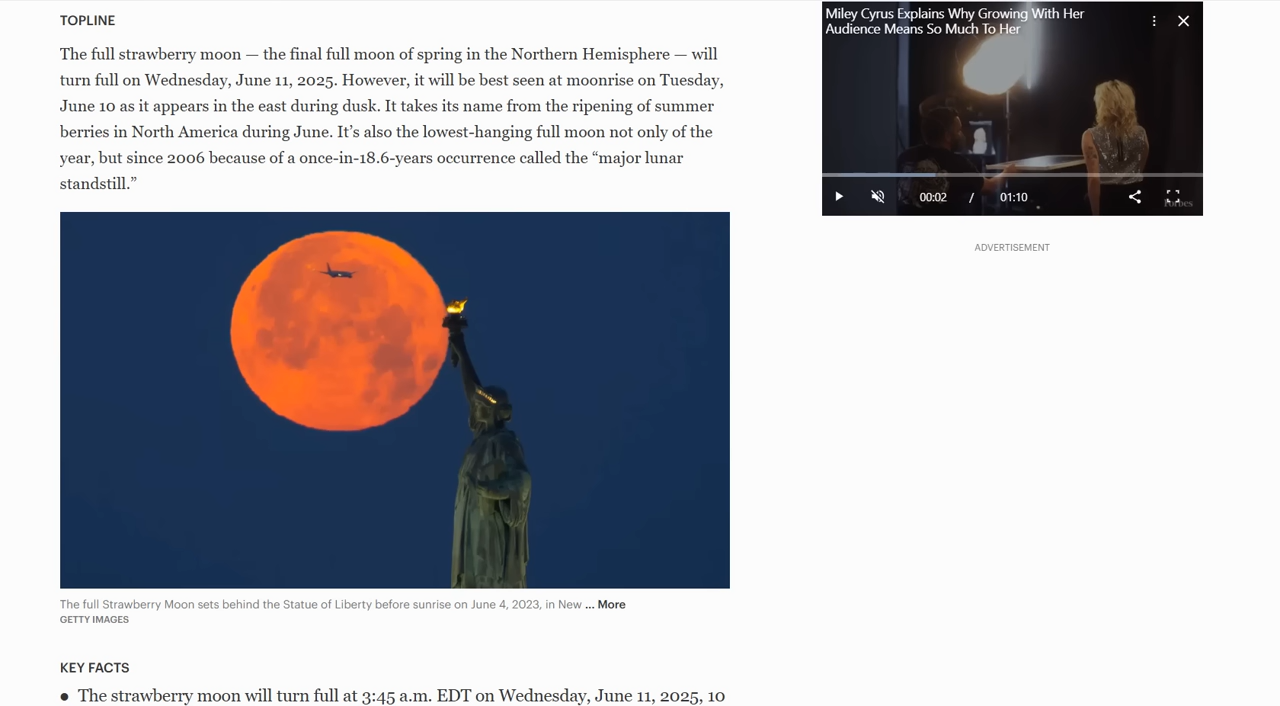 TOPLINE
The full strawberry moon — the final full moon of spring in the Northern Hemisphere — will
turn full on Wednesday, June 11, 2025. However, it will be best seen at moonrise on Tuesday,
June 10 as it appears in the east during dusk. It takes its name from the ripening of summer
berries in North America during June. It’s also the lowest-hanging full moon not only of the
year, but since 2006 because of a once-in-18.6-years occurrence called the “major lunar
standstill.”
The full Strawberry Moon sets behind the Statue of Liberty before sunrise on June 4, 2023, in New ... More
GETTY IMAGES
KEY FACTS
● The strawberry moon will turn full at 3:45 a.m. EDT on Wednesday, June 11, 2025, 10
Miley Cyrus Explains Why Growing With Her
Audience Means So Much To Her
00:02 / 01:10
Forbes
ADVERTISEMENT